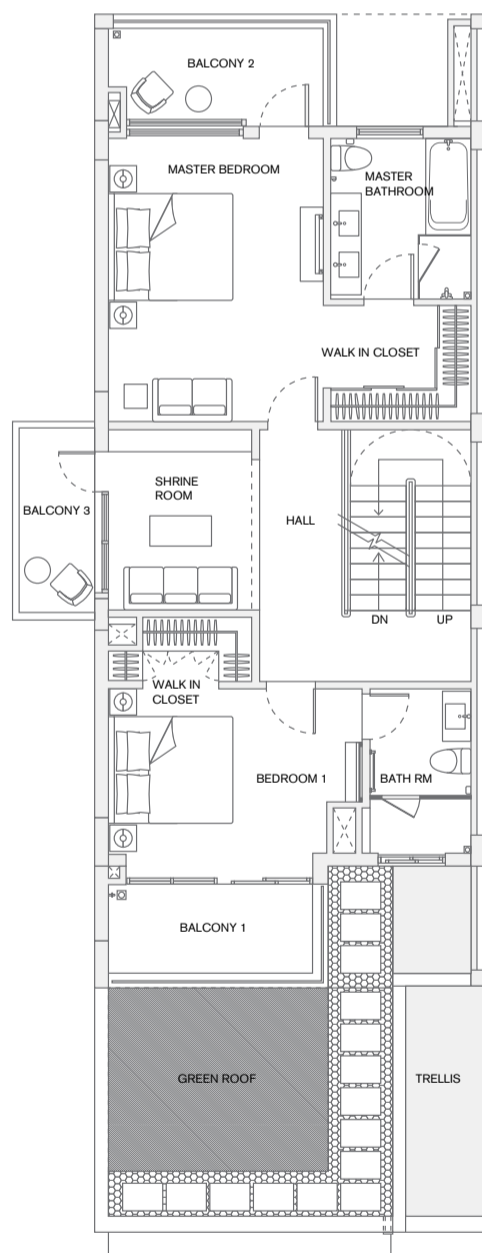 BALCONY 2
MASTER BEDROOM
MASTER
BATHROOM
WALK IN CLOSET
SHRINE
ROOM
BALCONY 3
HALL
DN
UP
WALK IN
CLOSET
BEDROOM 1
BATH RM
BALCONY 1
GREEN ROOF
TRELLIS